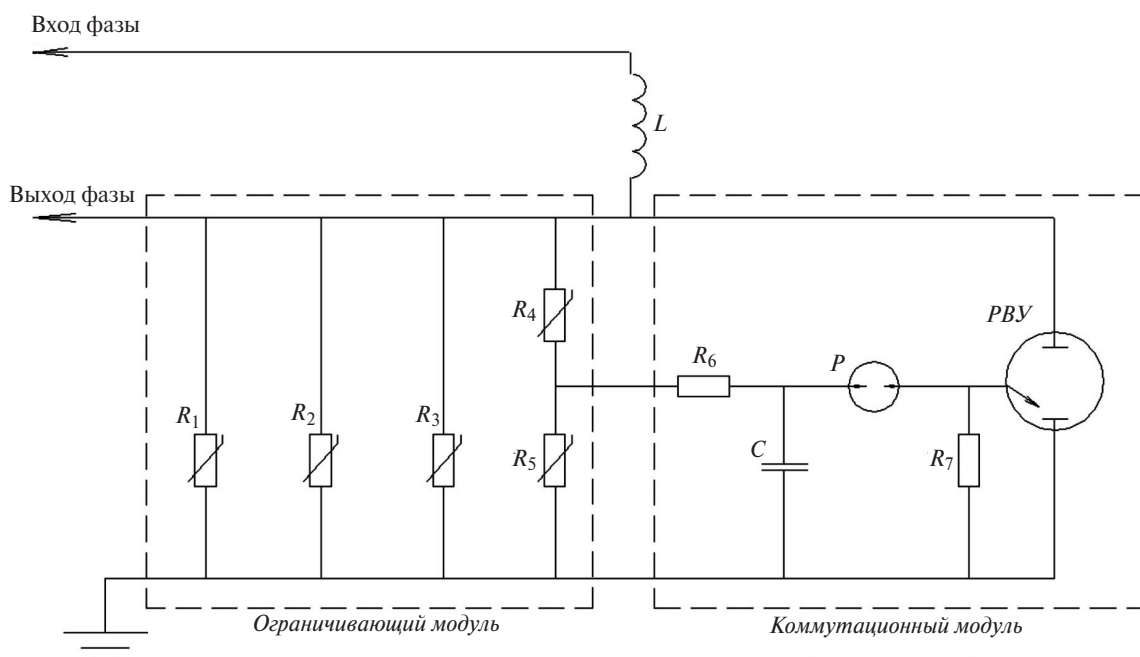 Вход фазы
L
Выход фазы
R4
РВУ
R6
P
R1
R2
R3
R5
C
R7
Ограничивающий модуль
Коммутационный модуль